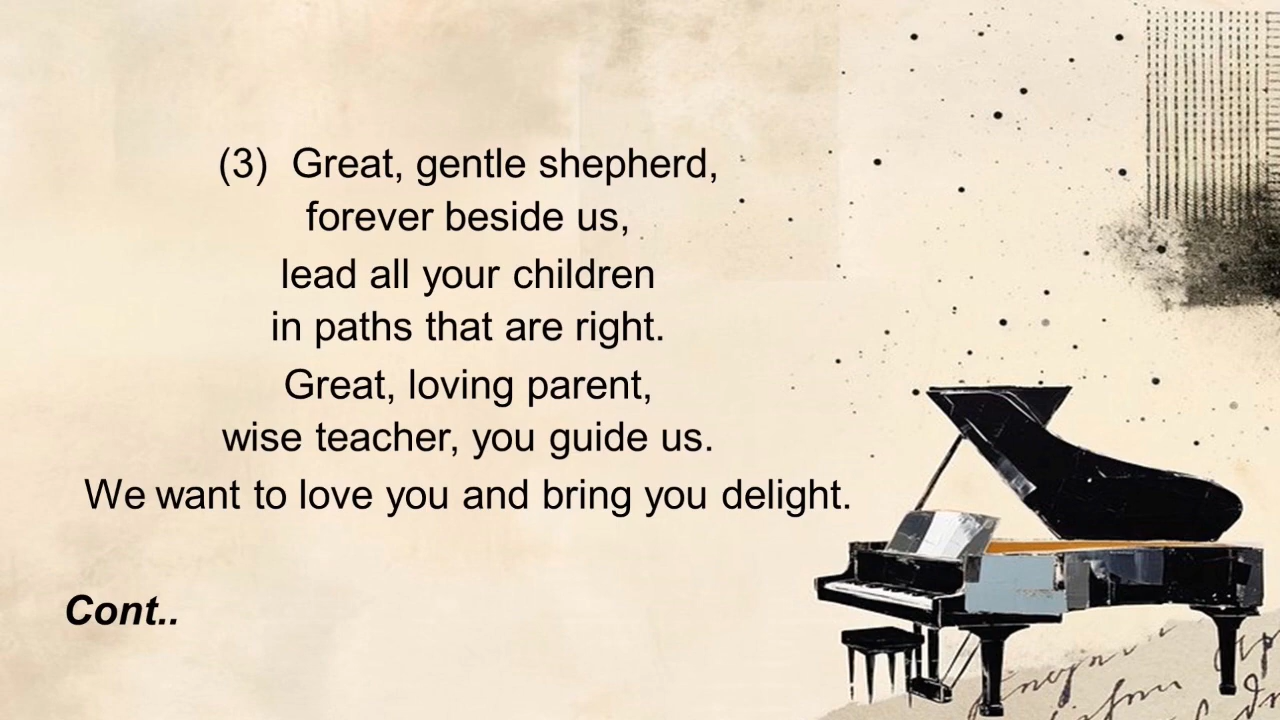 (3)  Great, gentle shepherd,
forever beside us,
lead all your children
in paths that are right.
Great, loving parent,
wise teacher, you guide us.
We want to love you and bring you delight.
Cont..